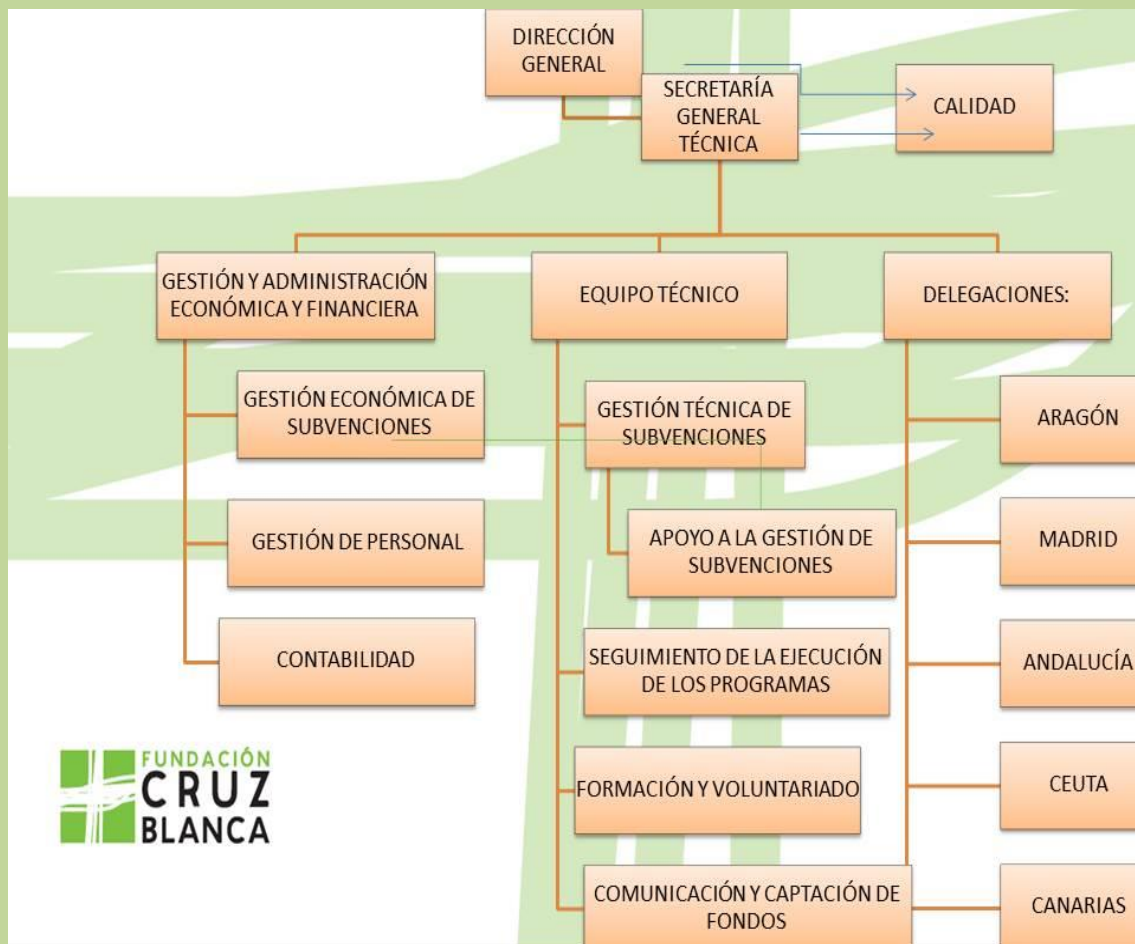 DIRECCIÓN
GENERAL
SECRETARÍA
GENERAL
TÉCNICA
CALIDAD
GESTIÓN Y ADMINISTRACIÓN
ECONÓMICA Y FINANCIERA
GESTIÓN ECONÓMICA DE
SUBVENCIONES
GESTIÓN DE PERSONAL
CONTABILIDAD
EQUIPO TÉCNICO
GESTIÓN TÉCNICA DE
SUBVENCIONES
APOYO A LA GESTIÓN DE
SUBVENCIONES
SEGUIMIENTO DE LA EJECUCIÓN
DE LOS PROGRAMAS
FORMACIÓN Y VOLUNTARIADO
COMUNICACIÓN Y CAPTACIÓN DE
FONDOS
DELEGACIONES:
ARAGÓN
MADRID
ANDALUCÍA
CEUTA
CANARIAS
FUNDACIÓN
CRUZ
BLANCA